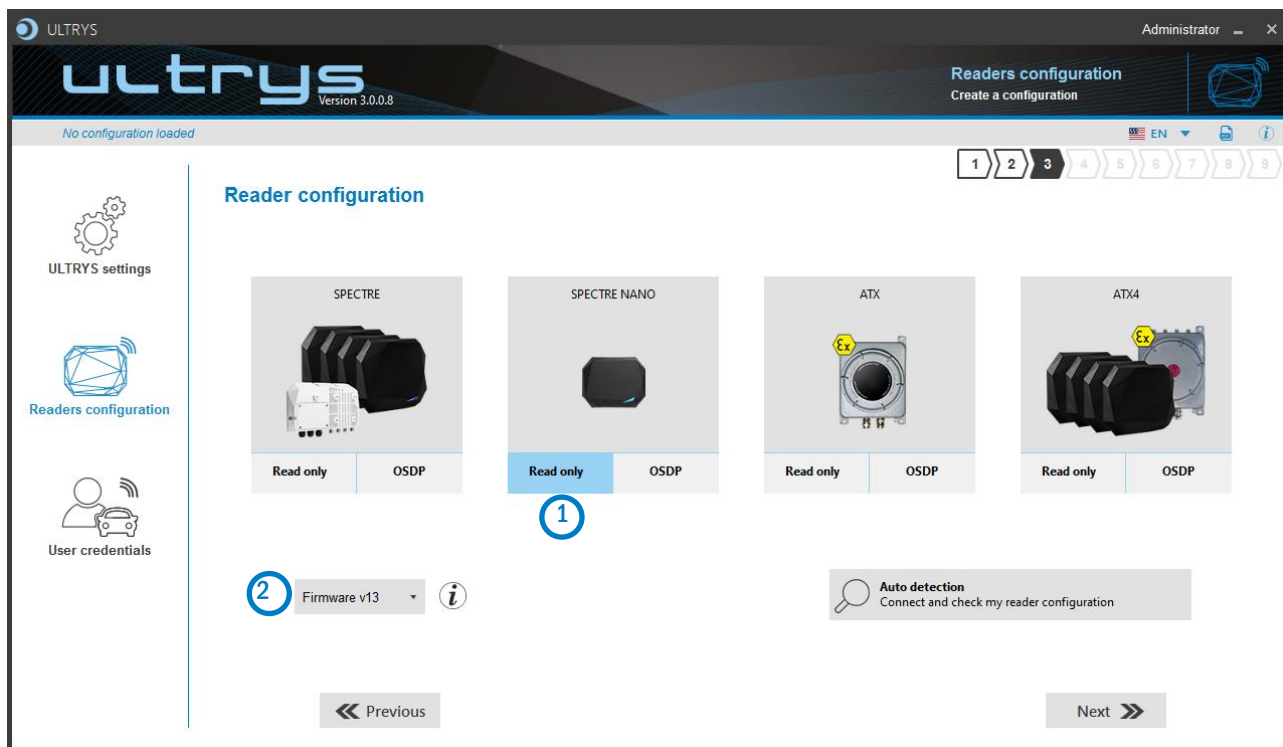 ULTRYS
Administrator
ultrys
Version 3.0.0.8
Readers configuration
Create a configuration
No configuration loaded
EN
1 2 3 4 5 6 7 8 9
Reader configuration
ULTRYS settings
Readers configuration
User credentials
SPECTRE
SPECTRE NANO
ATX
ATX4
Ex
Ex
Read only OSDP
Read only OSDP
Read only OSDP
Read only OSDP
1
2
Firmware v13
i
Auto detection
Connect and check my reader configuration
Previous
Next